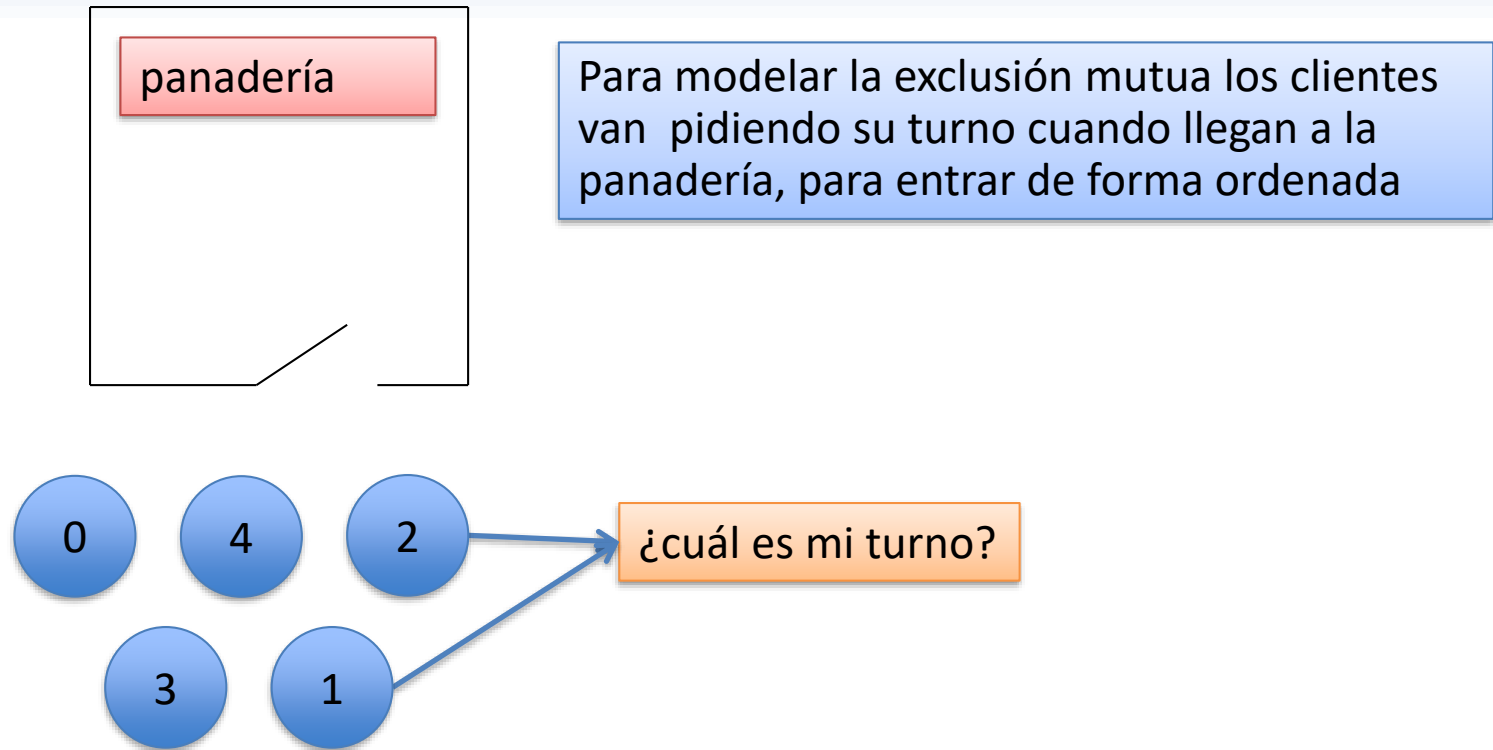 panadería
Para modelar la exclusión mutua los clientes
van  pidiendo su turno cuando llegan a la
panadería, para entrar de forma ordenada
0
4
2
¿cuál es mi turno?
3
1